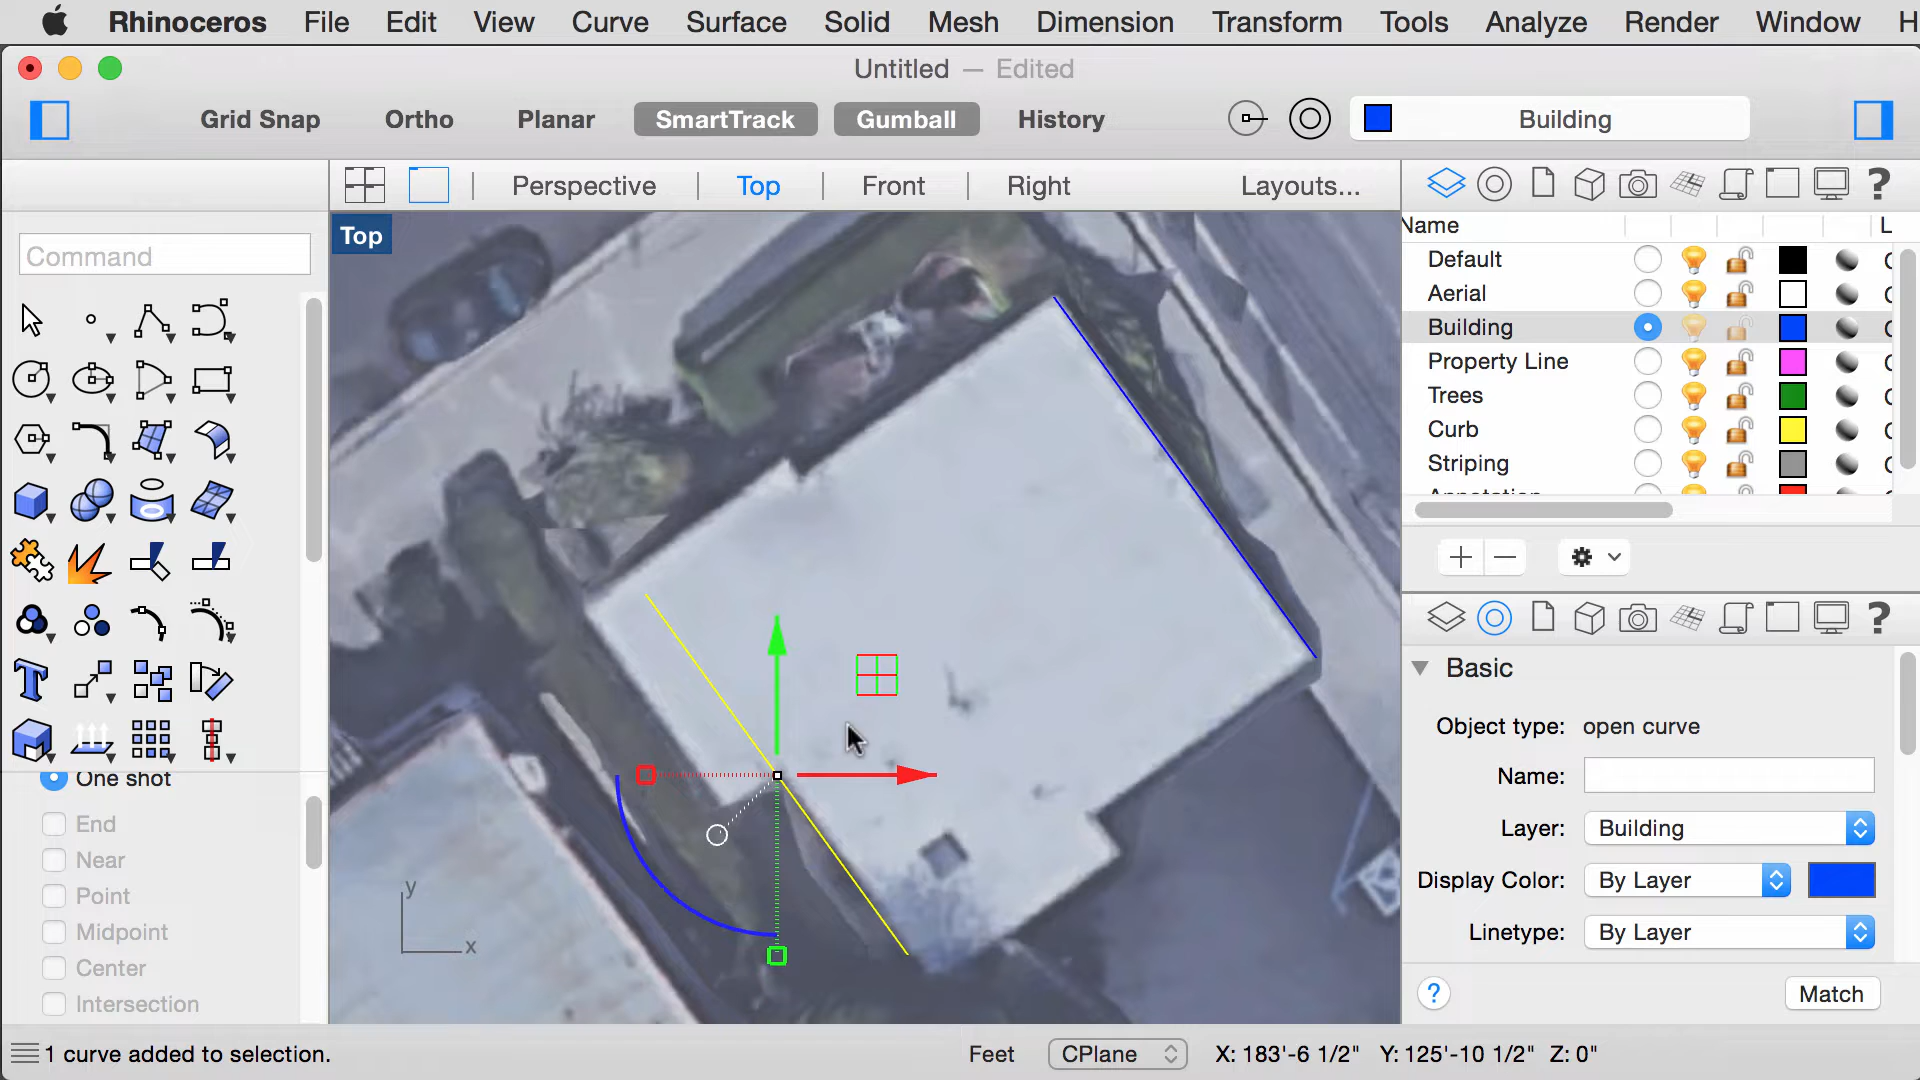 Rhinoceros File Edit View Curve Surface Solid Mesh Dimension Transform Tools Analyze Render Window H
Untitled — Edited
Grid Snap Ortho Planar SmartTrack Gumball History Building
Perspective Top Front Right Layouts...
Top
Command
One shot
End
Near
Point
Midpoint
Center
Intersection
y
x
Name L
Default
Aerial
Building
Property Line
Trees
Curb
Striping
Annotation
Basic
Object type: open curve
Name:
Layer: Building
Display Color: By Layer
Linetype: By Layer
? Match
1 curve added to selection.
Feet CPlane X: 183'-6 1/2" Y: 125'-10 1/2" Z: 0"